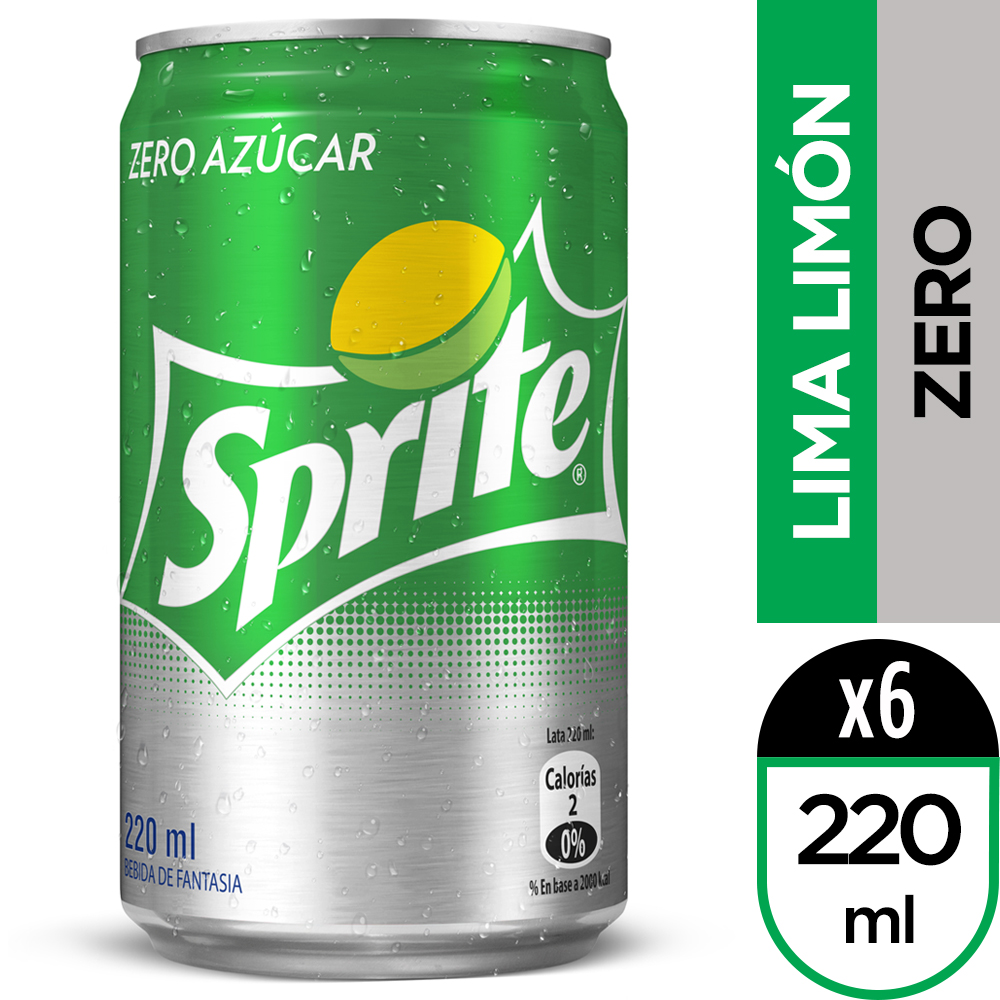 ZERO AZÚCAR
Sprite
®
Lata 220 ml:
Calorías
2
0%
% En base a 2000 kcal
220 ml
BEBIDA DE FANTASIA
LIMA LIMÓN
ZERO
x6
220
ml